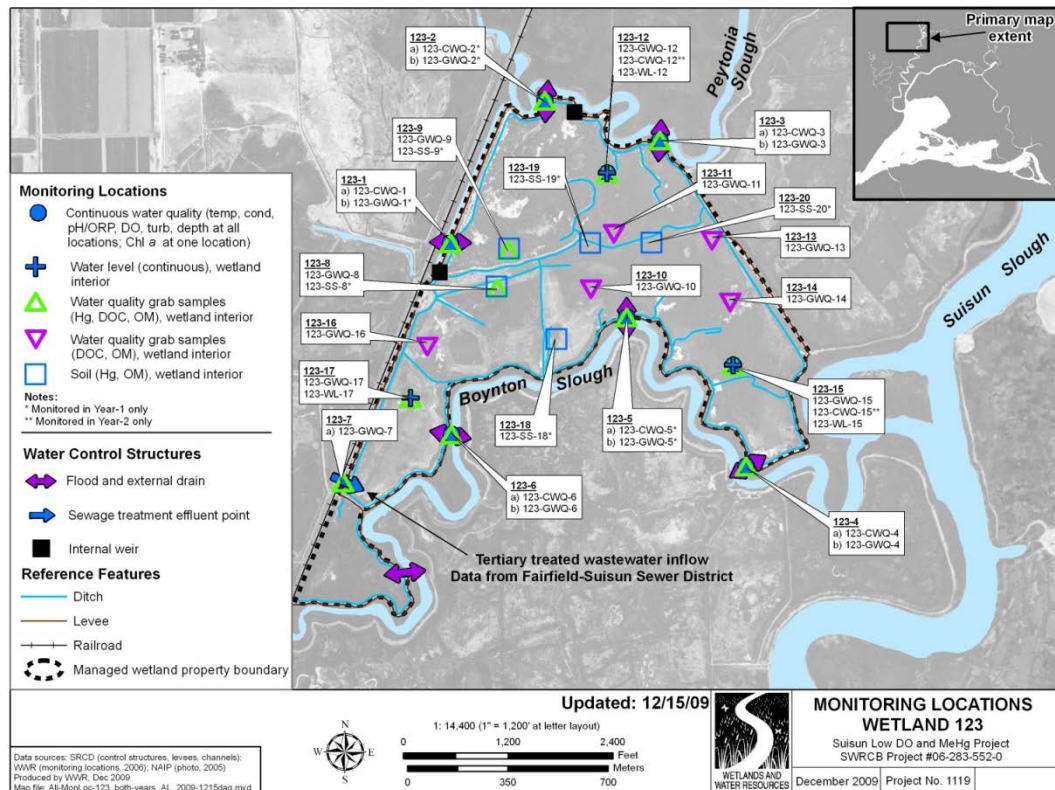 Primary map
extent
Peytonia
Slough
123-2
a) 123-CWQ-2*
b) 123-GWQ-2*
123-12
123-GWQ-12
123-CWQ-12**
123-WL-12
123-3
a) 123-CWQ-3
b) 123-GWQ-3
123-9
123-GWQ-9
123-SS-9*
123-19
123-SS-19*
123-11
123-GWQ-11
123-20
123-SS-20*
123-1
a) 123-CWQ-1
b) 123-GWQ-1*
123-13
123-GWQ-13
123-8
123-GWQ-8
123-SS-8*
123-10
123-GWQ-10
123-14
123-GWQ-14
Suisun Slough
123-16
123-GWQ-16
123-17
123-GWQ-17
123-WL-17
Boynton Slough
123-15
123-GWQ-15
123-CWQ-15**
123-WL-15
123-7
a) 123-GWQ-7
123-18
123-SS-18*
123-5
a) 123-CWQ-5*
b) 123-GWQ-5*
123-6
a) 123-CWQ-6
b) 123-GWQ-6
123-4
a) 123-CWQ-4
b) 123-GWQ-4
Tertiary treated wastewater inflow
Data from Fairfield-Suisun Sewer District
Monitoring Locations
Continuous water quality (temp, cond,
pH/ORP, DO, turb, depth at all
locations; Chl a at one location)
Water level (continuous), wetland
interior
Water quality grab samples
(Hg, DOC, OM), wetland interior
Water quality grab samples
(DOC, OM), wetland interior
Soil (Hg, OM), wetland interior
Notes:
* Monitored in Year-1 only
** Monitored in Year-2 only
Water Control Structures
Flood and external drain
Sewage treatment effluent point
Internal weir
Reference Features
Ditch
Levee
Railroad
Managed wetland property boundary
Data sources: SRCD (control structures, levees, channels);
WWR (monitoring locations, 2006); NAIP (photo, 2005)
Produced by WWR, Dec 2009
Map file: All-MonLoc-123_both-years_AL_2009-1215dag.mxd
N
W E
S
Updated: 12/15/09
1: 14,400 (1" = 1,200' at letter layout)
0 1,200 2,400
Feet
Meters
0 350 700
WETLANDS AND
WATER RESOURCES
MONITORING LOCATIONS
WETLAND 123
Suisun Low DO and MeHg Project
SWRCB Project #06-283-552-0
December 2009 Project No. 1119